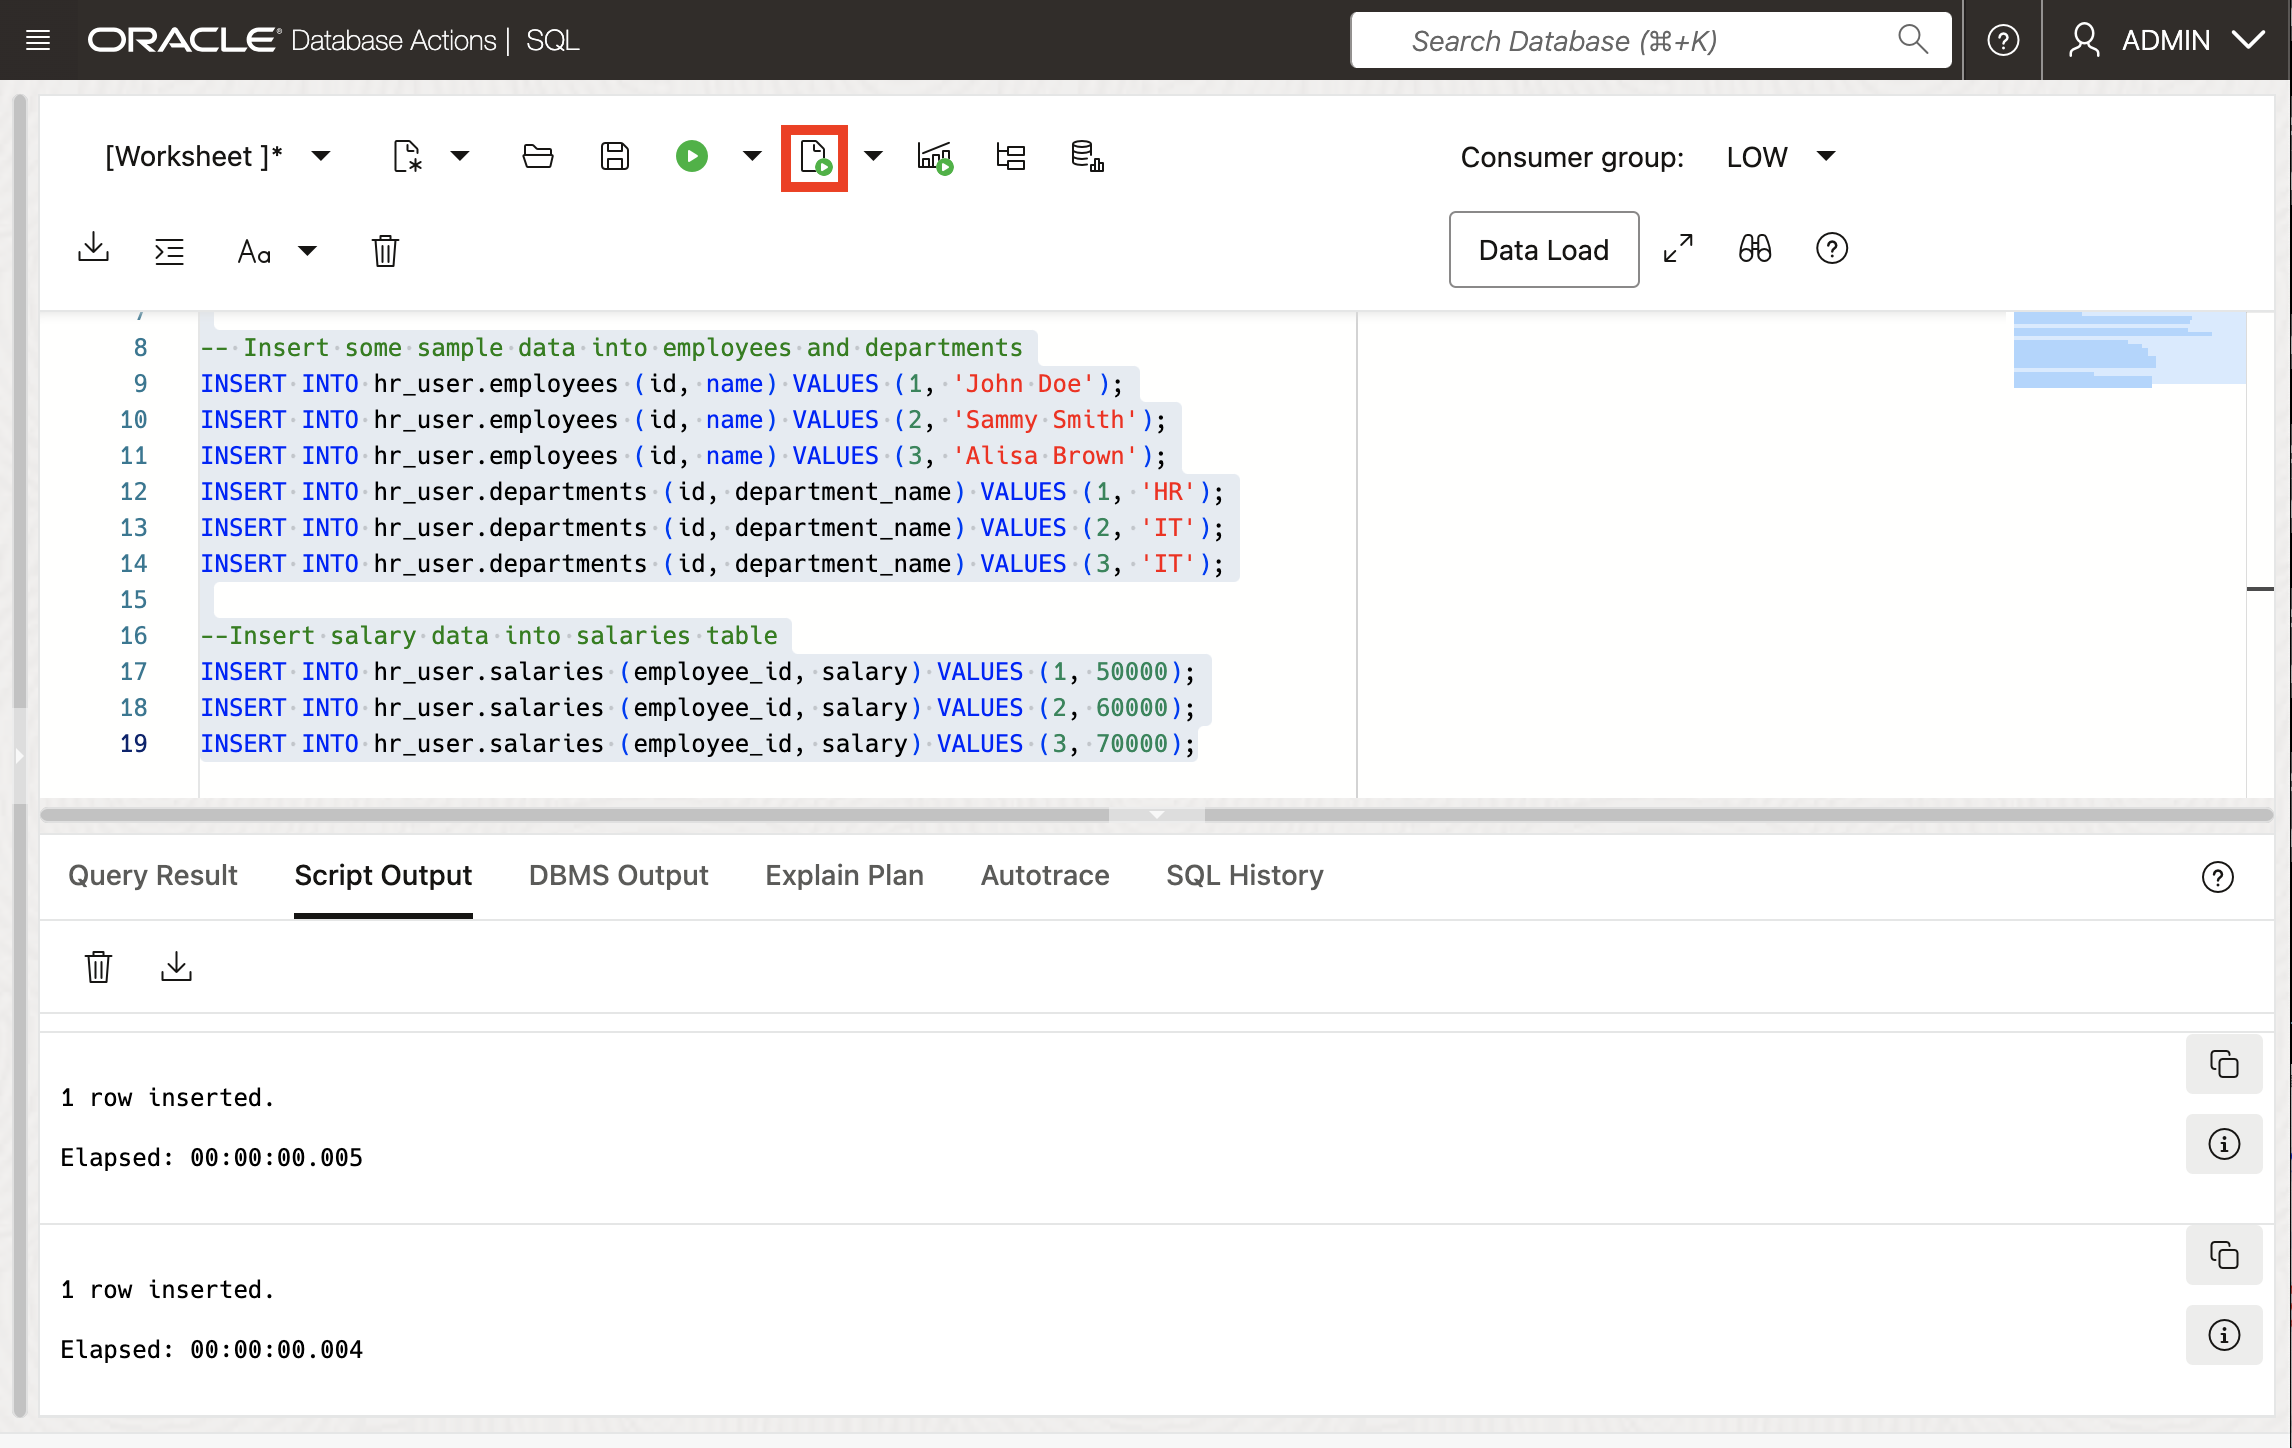 ORACLE® Database Actions | SQL
Search Database (⌘+K)
ADMIN
[Worksheet ]*
Consumer group: LOW
Aa
Data Load
7
8 -- Insert some sample data into employees and departments
9 INSERT INTO hr_user.employees (id, name) VALUES (1, 'John Doe');
10 INSERT INTO hr_user.employees (id, name) VALUES (2, 'Sammy Smith');
11 INSERT INTO hr_user.employees (id, name) VALUES (3, 'Alisa Brown');
12 INSERT INTO hr_user.departments (id, department_name) VALUES (1, 'HR');
13 INSERT INTO hr_user.departments (id, department_name) VALUES (2, 'IT');
14 INSERT INTO hr_user.departments (id, department_name) VALUES (3, 'IT');
15
16 --Insert salary data into salaries table
17 INSERT INTO hr_user.salaries (employee_id, salary) VALUES (1, 50000);
18 INSERT INTO hr_user.salaries (employee_id, salary) VALUES (2, 60000);
19 INSERT INTO hr_user.salaries (employee_id, salary) VALUES (3, 70000);
Query Result Script Output DBMS Output Explain Plan Autotrace SQL History
1 row inserted.
Elapsed: 00:00:00.005
1 row inserted.
Elapsed: 00:00:00.004